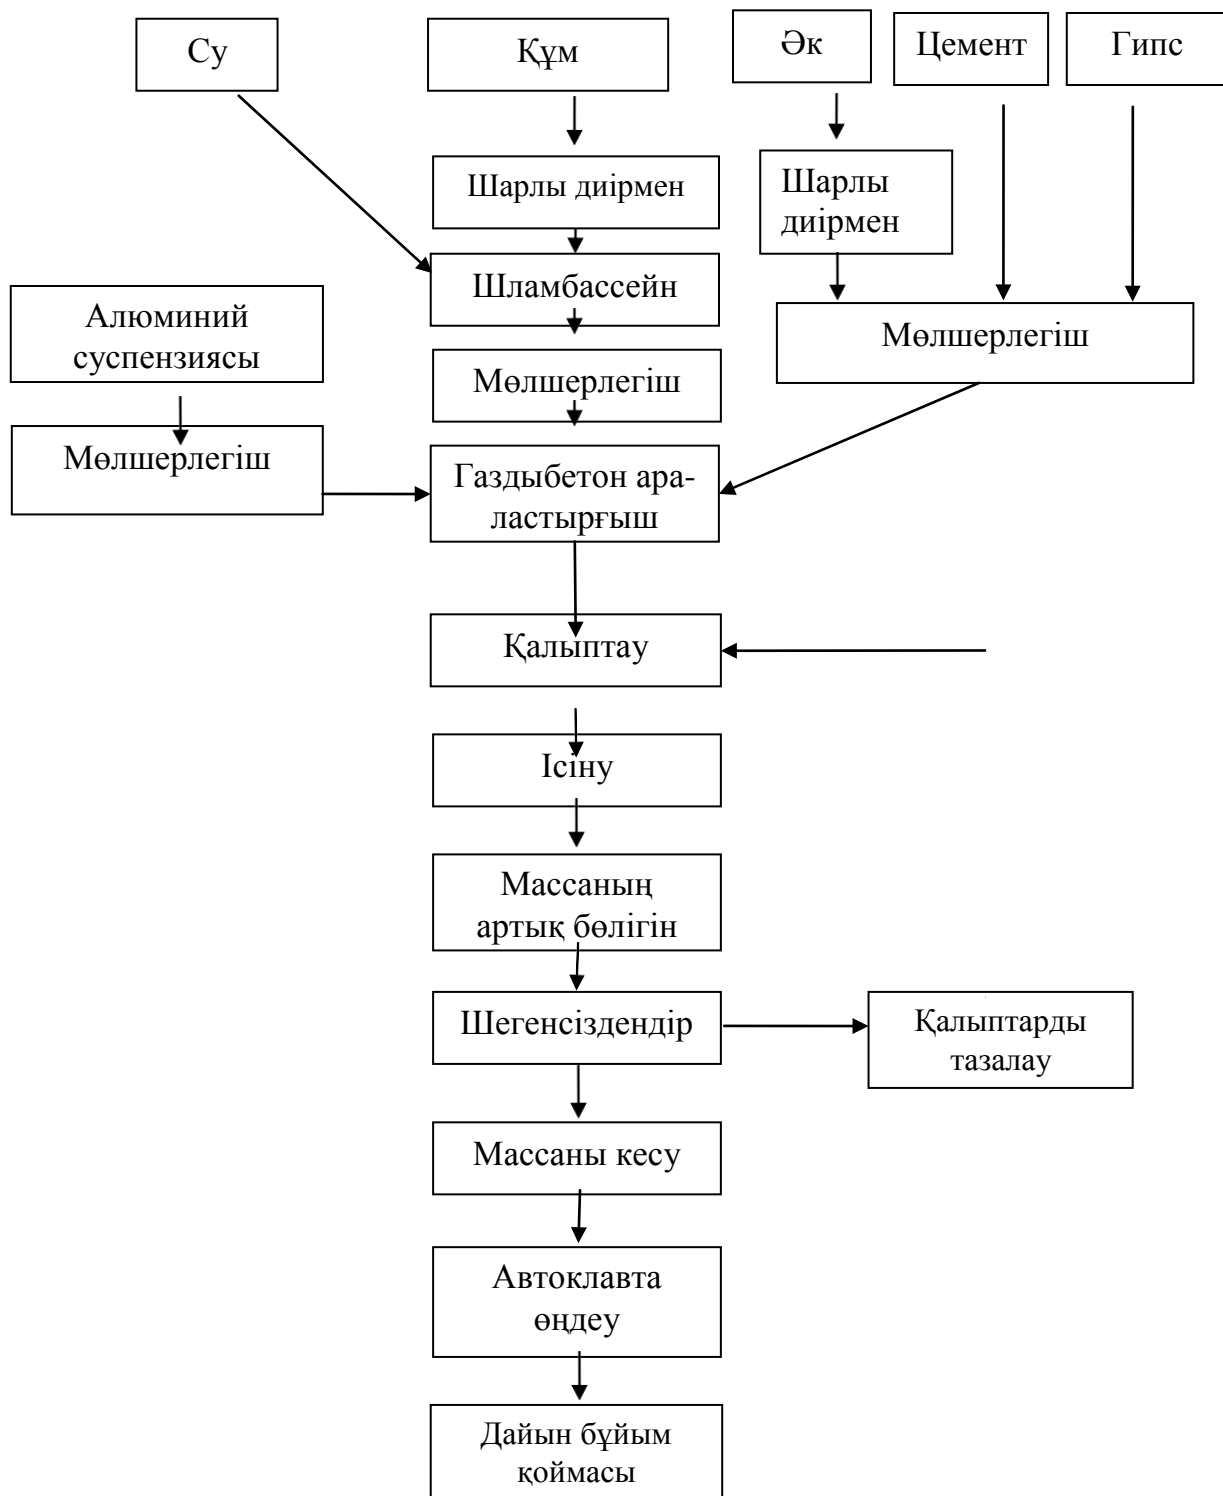 Су
Құм
Әк
Цемент
Гипс
Шарлы диірмен
Шарлы
диірмен
Шламбассейн
Алюминий
суспензиясы
Мөлшерлегіш
Мөлшерлегіш
Мөлшерлегіш
Газдыбетон ара-
ластырғыш
Қалыптау
Ісіну
Массаның
артық бөлігін
Шегенсіздендір
Қалыптарды
тазалау
Массаны кесу
Автоклавта
өңдеу
Дайын бұйым
қоймасы